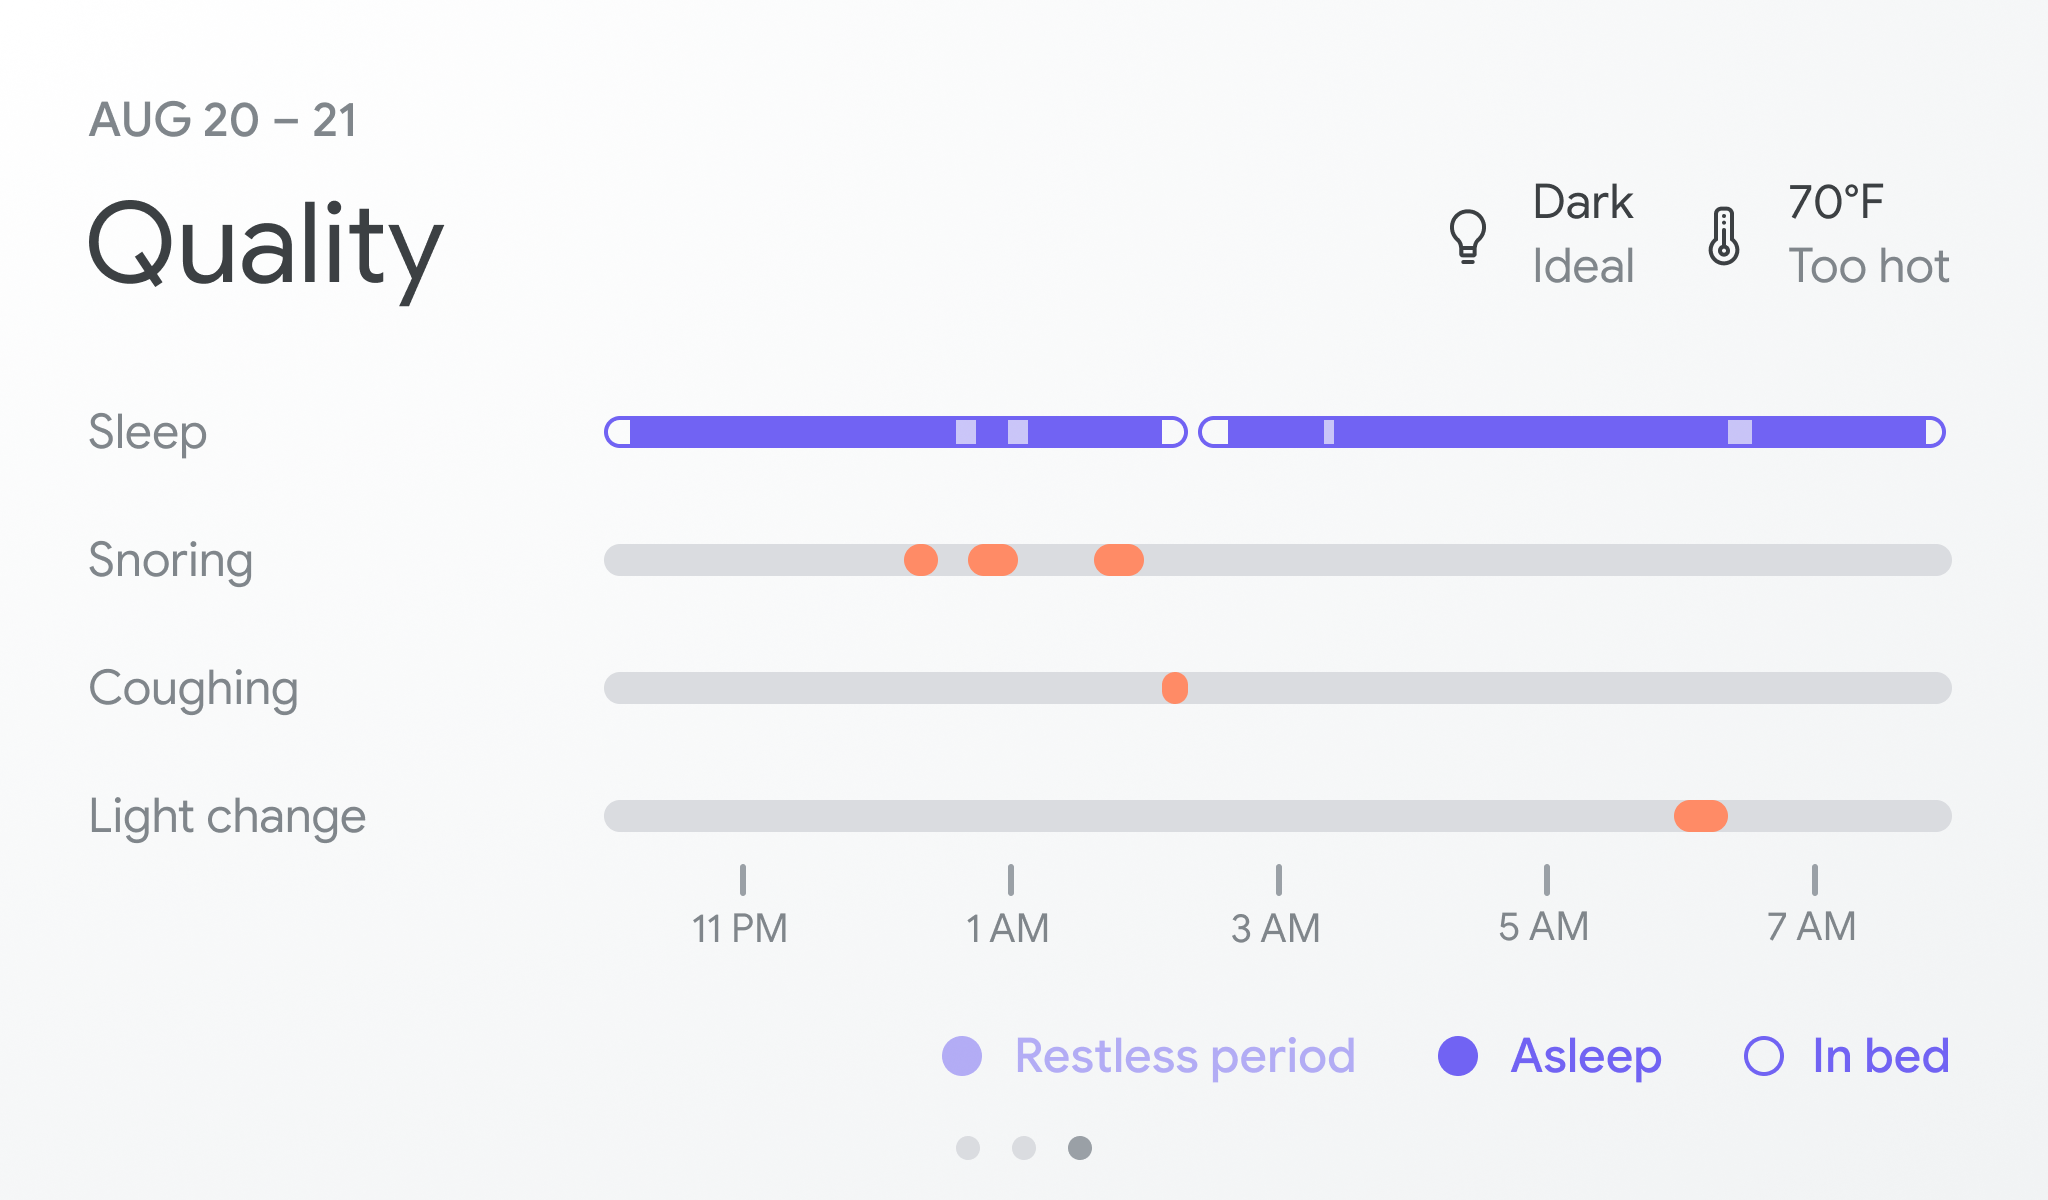 AUG 20 – 21
Quality
Dark
Ideal
70°F
Too hot
Sleep
Snoring
Coughing
Light change
11 PM
1 AM
3 AM
5 AM
7 AM
Restless period
Asleep
In bed